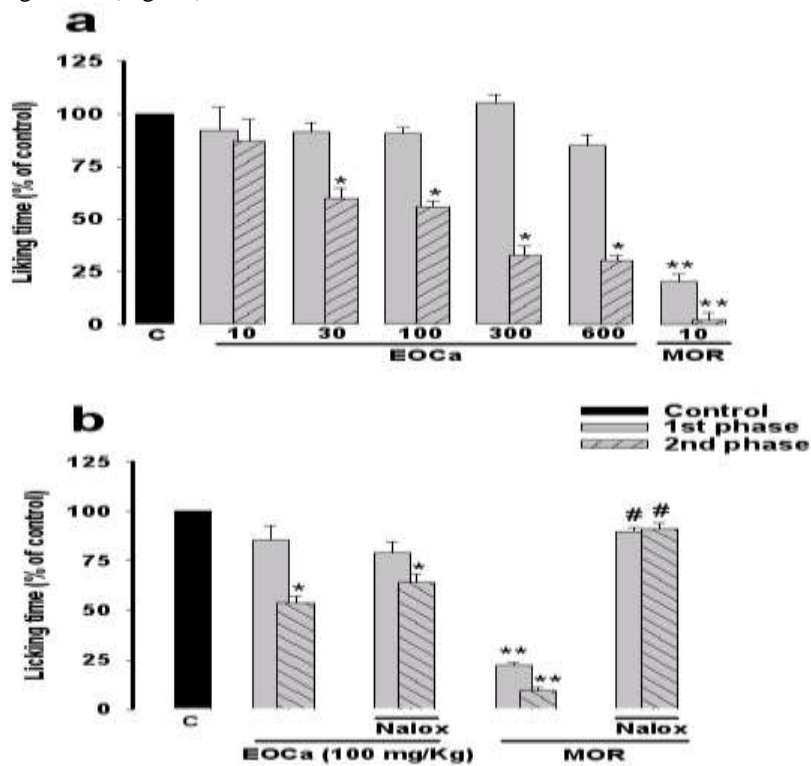 a
125
100
75
50
25
0
Liking time (% of control)
*
*
*
*
**
**
C
10
30
100
300
600
10
EOCa
MOR
b
Control
1st phase
2nd phase
125
100
75
50
25
0
Licking time (% of control)
*
*
**
**
#
#
C
Nalox
Nalox
EOCa (100 mg/Kg)
MOR